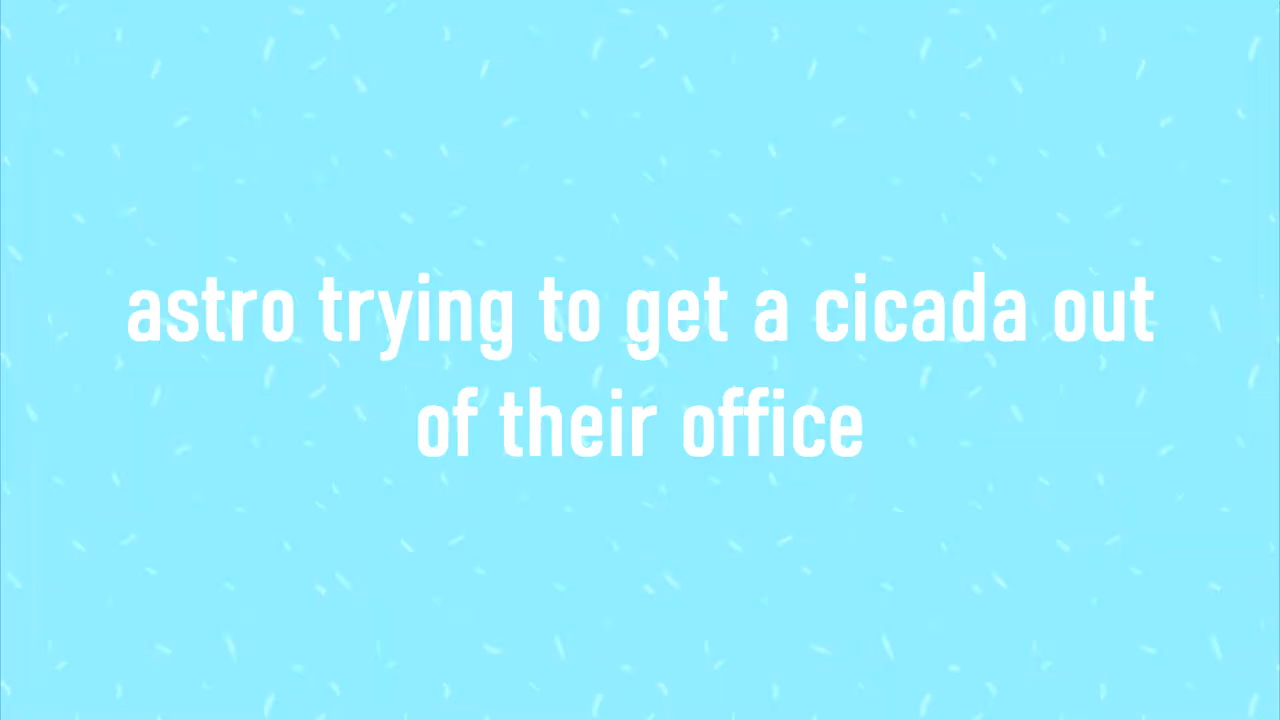 astro trying to get a cicada out
of their office